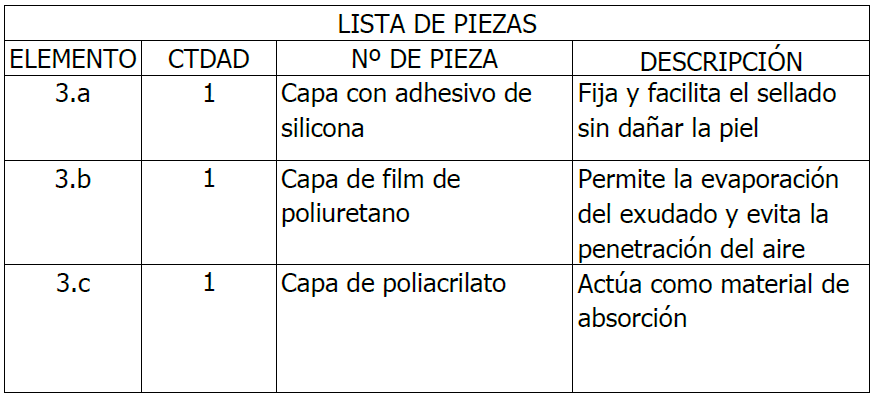 LISTA DE PIEZAS
ELEMENTO CTDAD Nº DE PIEZA DESCRIPCIÓN
3.a 1 Capa con adhesivo de Fija y facilita el sellado
silicona sin dañar la piel
3.b 1 Capa de film de Permite la evaporación
poliuretano del exudado y evita la
penetración del aire
3.c 1 Capa de poliacrilato Actúa como material de
absorción